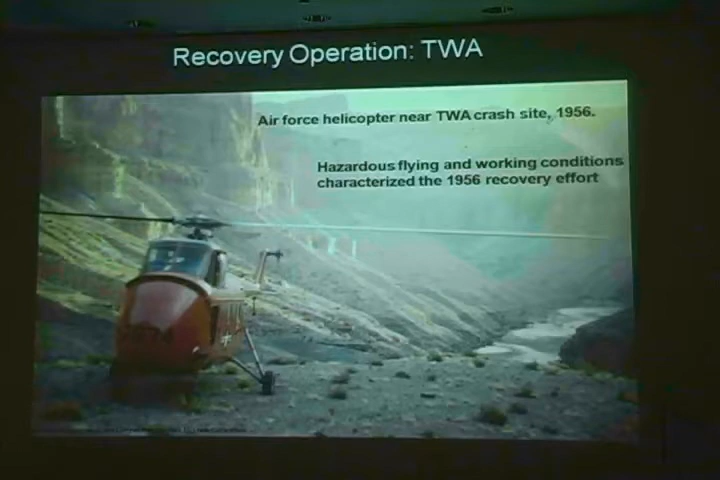 Recovery Operation: TWA
Air force helicopter near TWA crash site, 1956.
Hazardous flying and working conditions
characterized the 1956 recovery effort